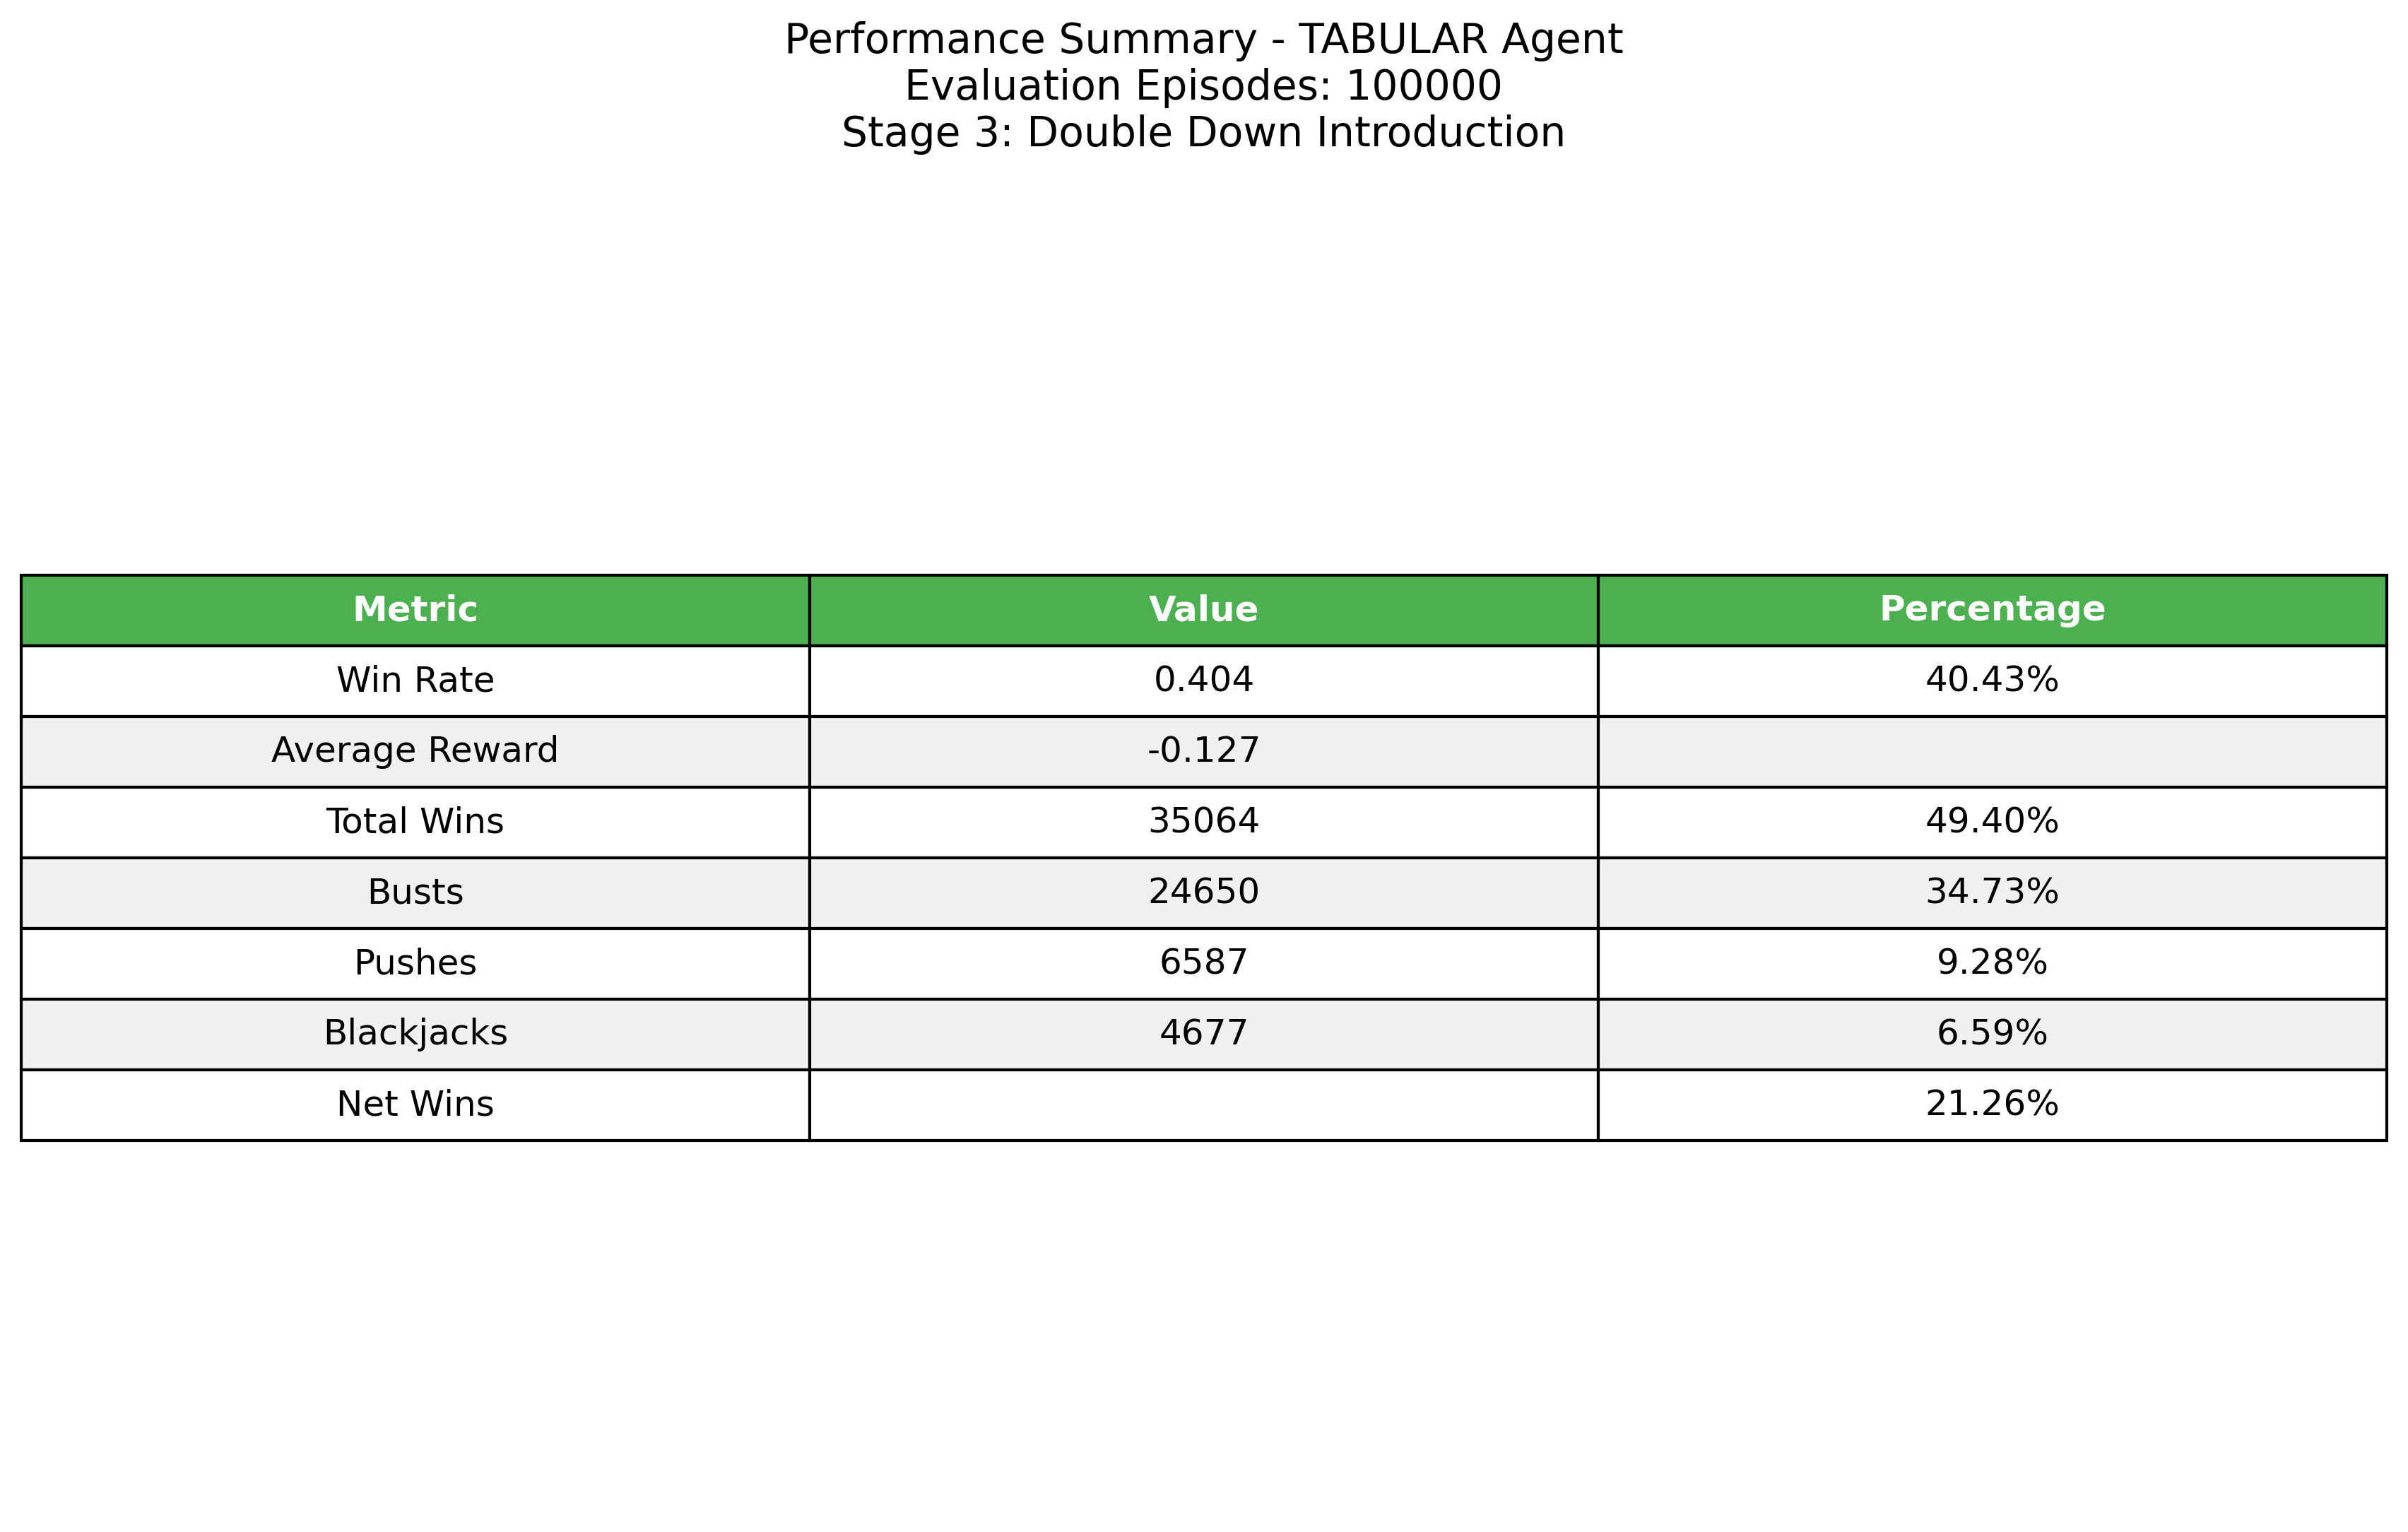 Performance Summary - TABULAR Agent
Evaluation Episodes: 100000
Stage 3: Double Down Introduction
Metric Value Percentage
Win Rate 0.404 40.43%
Average Reward -0.127
Total Wins 35064 49.40%
Busts 24650 34.73%
Pushes 6587 9.28%
Blackjacks 4677 6.59%
Net Wins 21.26%